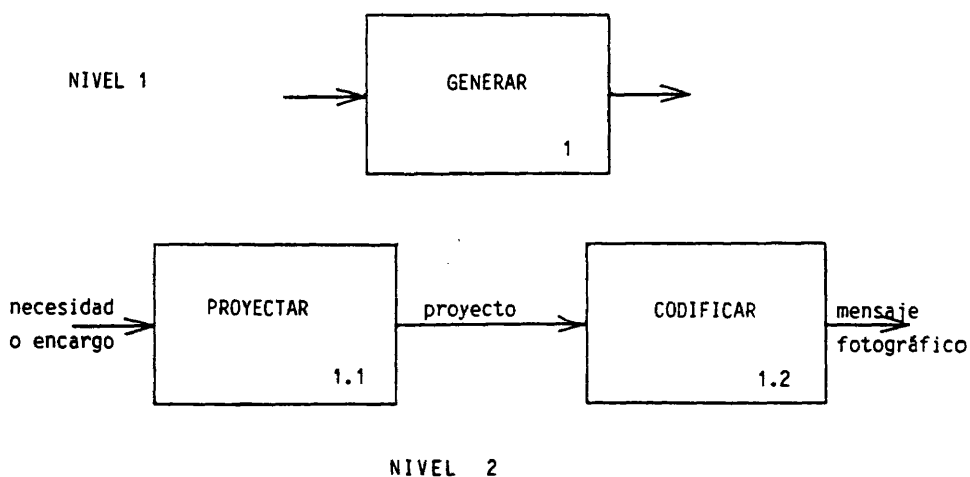 NIVEL 1
GENERAR
1
necesidad
o encargo
PROYECTAR
1.1
proyecto
CODIFICAR
1.2
mensaje
fotográfico
NIVEL 2